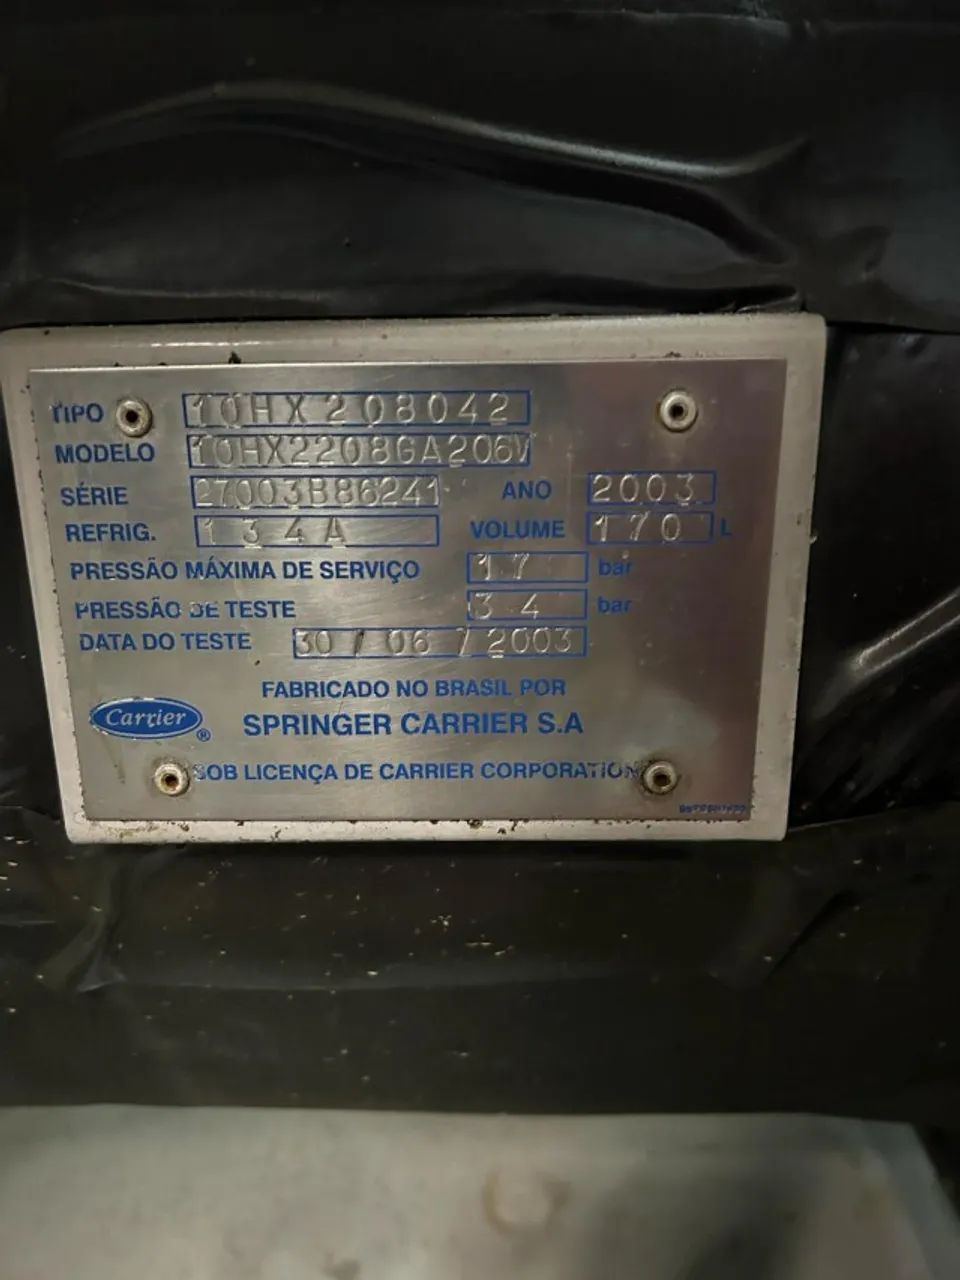 TIPO 10HX208042
MODELO 10HX2208GA206V
SÉRIE 27003B86241 ANO 2003
REFRIG. 134A VOLUME 170 L
PRESSÃO MÁXIMA DE SERVIÇO 17 bar
PRESSÃO DE TESTE 34 bar
DATA DO TESTE 30 / 06 / 2003
FABRICADO NO BRASIL POR
Carrier ® SPRINGER CARRIER S.A
SOB LICENÇA DE CARRIER CORPORATION